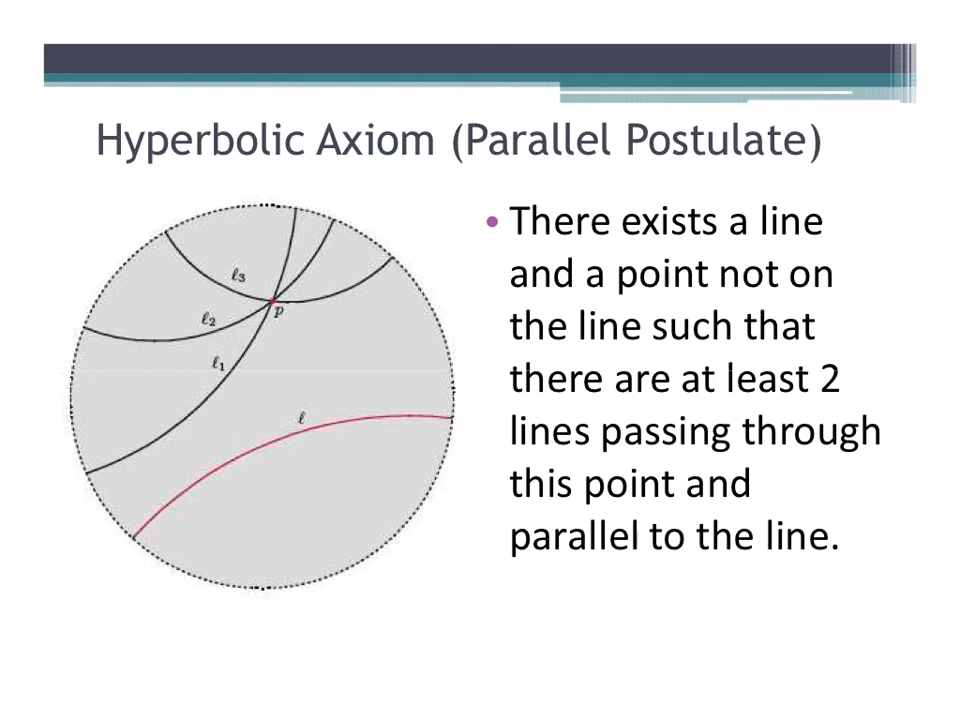 Hyperbolic Axiom (Parallel Postulate)
ℓ3
p
ℓ2
ℓ1
ℓ
• There exists a line
and a point not on
the line such that
there are at least 2
lines passing through
this point and
parallel to the line.